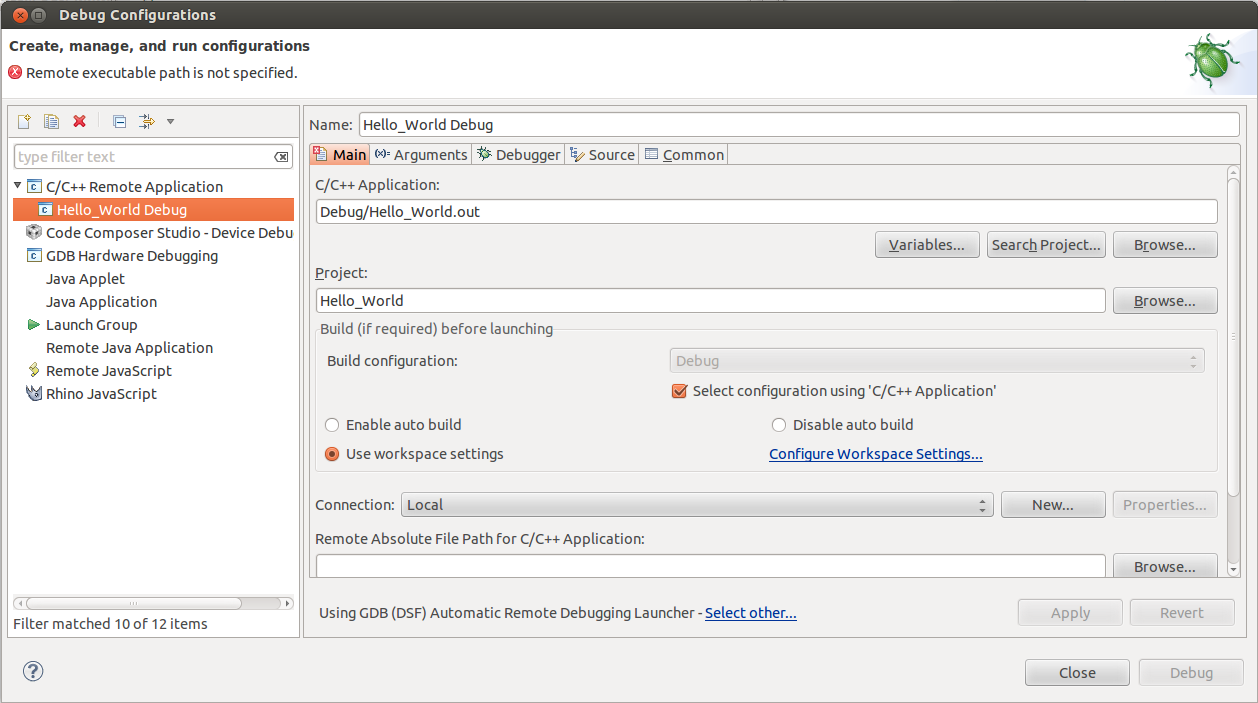 Debug Configurations
Create, manage, and run configurations
Remote executable path is not specified.
type filter text
C/C++ Remote Application
Hello_World Debug
Code Composer Studio - Device Debu
GDB Hardware Debugging
Java Applet
Java Application
Launch Group
Remote Java Application
Remote JavaScript
Rhino JavaScript
Filter matched 10 of 12 items
Name: Hello_World Debug
Main (x)= Arguments Debugger Source Common
C/C++ Application:
Debug/Hello_World.out
Variables... Search Project... Browse...
Project:
Hello_World Browse...
Build (if required) before launching
Build configuration: Debug
Select configuration using 'C/C++ Application'
Enable auto build Disable auto build
Use workspace settings Configure Workspace Settings...
Connection: Local New... Properties...
Remote Absolute File Path for C/C++ Application:
Browse...
Using GDB (DSF) Automatic Remote Debugging Launcher - Select other... Apply Revert
? Close Debug